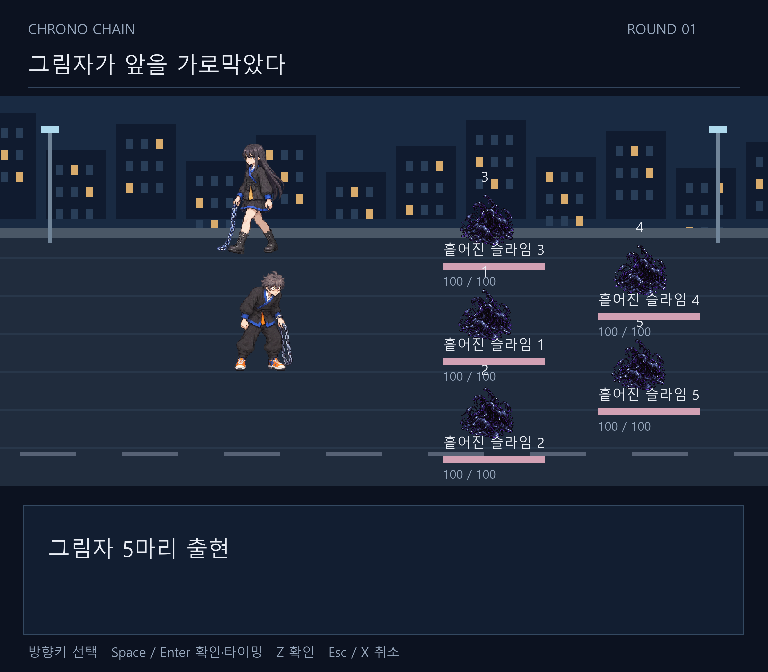 CHRONO CHAIN
ROUND 01
그림자가 앞을 가로막았다
3
흩어진 슬라임 3
100 / 100
4
흩어진 슬라임 4
100 / 100
1
흩어진 슬라임 1
100 / 100
5
흩어진 슬라임 5
100 / 100
2
흩어진 슬라임 2
100 / 100
그림자 5마리 출현
방향키 선택 Space / Enter 확인·타이밍 Z 확인 Esc / X 취소